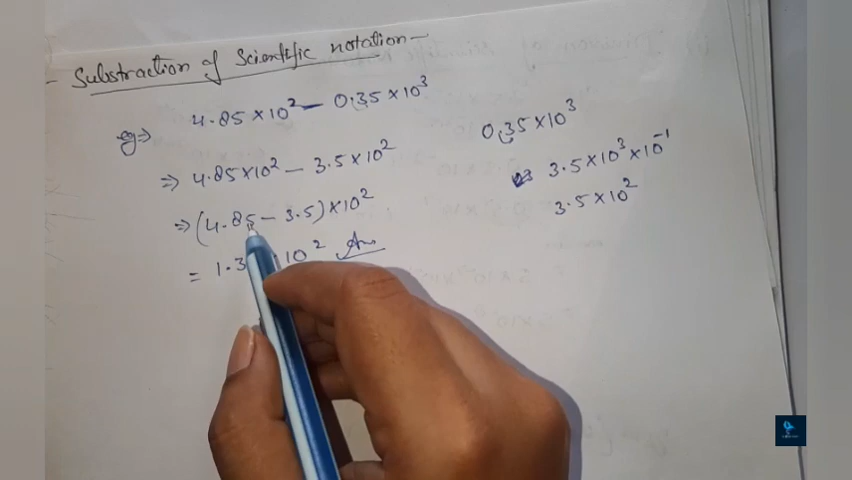 Substraction of Scientific notation -
eg ⇒ 4.85 × 10² - 0.35 × 10³
⇒ 4.85 × 10² - 3.5 × 10²
⇒ (4.85 - 3.5) × 10²
= 1.3 10² Ans
0.35 × 10³
3.5 × 10³ × 10⁻¹
3.5 × 10²